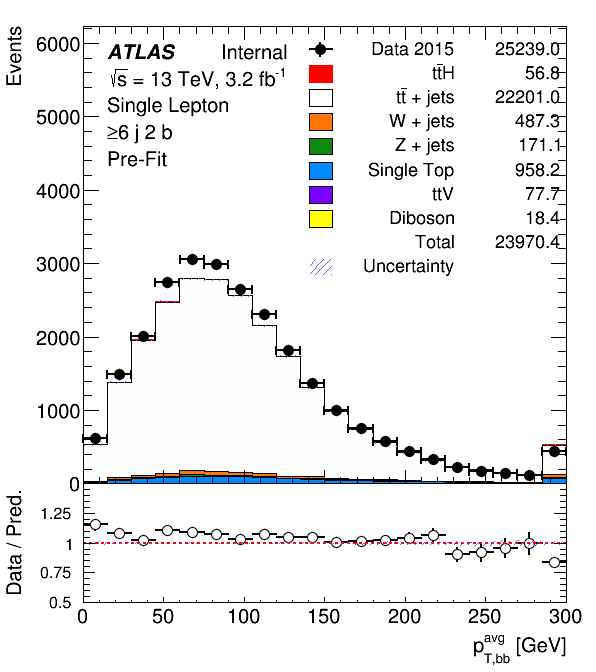 Events
6000
5000
4000
3000
2000
1000
0
ATLAS Internal
√s = 13 TeV, 3.2 fb⁻¹
Single Lepton
≥6 j 2 b
Pre-Fit
Data 2015 25239.0
tt̄H 56.8
tt̄ + jets 22201.0
W + jets 487.3
Z + jets 171.1
Single Top 958.2
ttV 77.7
Diboson 18.4
Total 23970.4
Uncertainty
Data / Pred.
1.25
1
0.75
0.5
0 50 100 150 200 250 300
p_{T,bb}^{avg} [GeV]